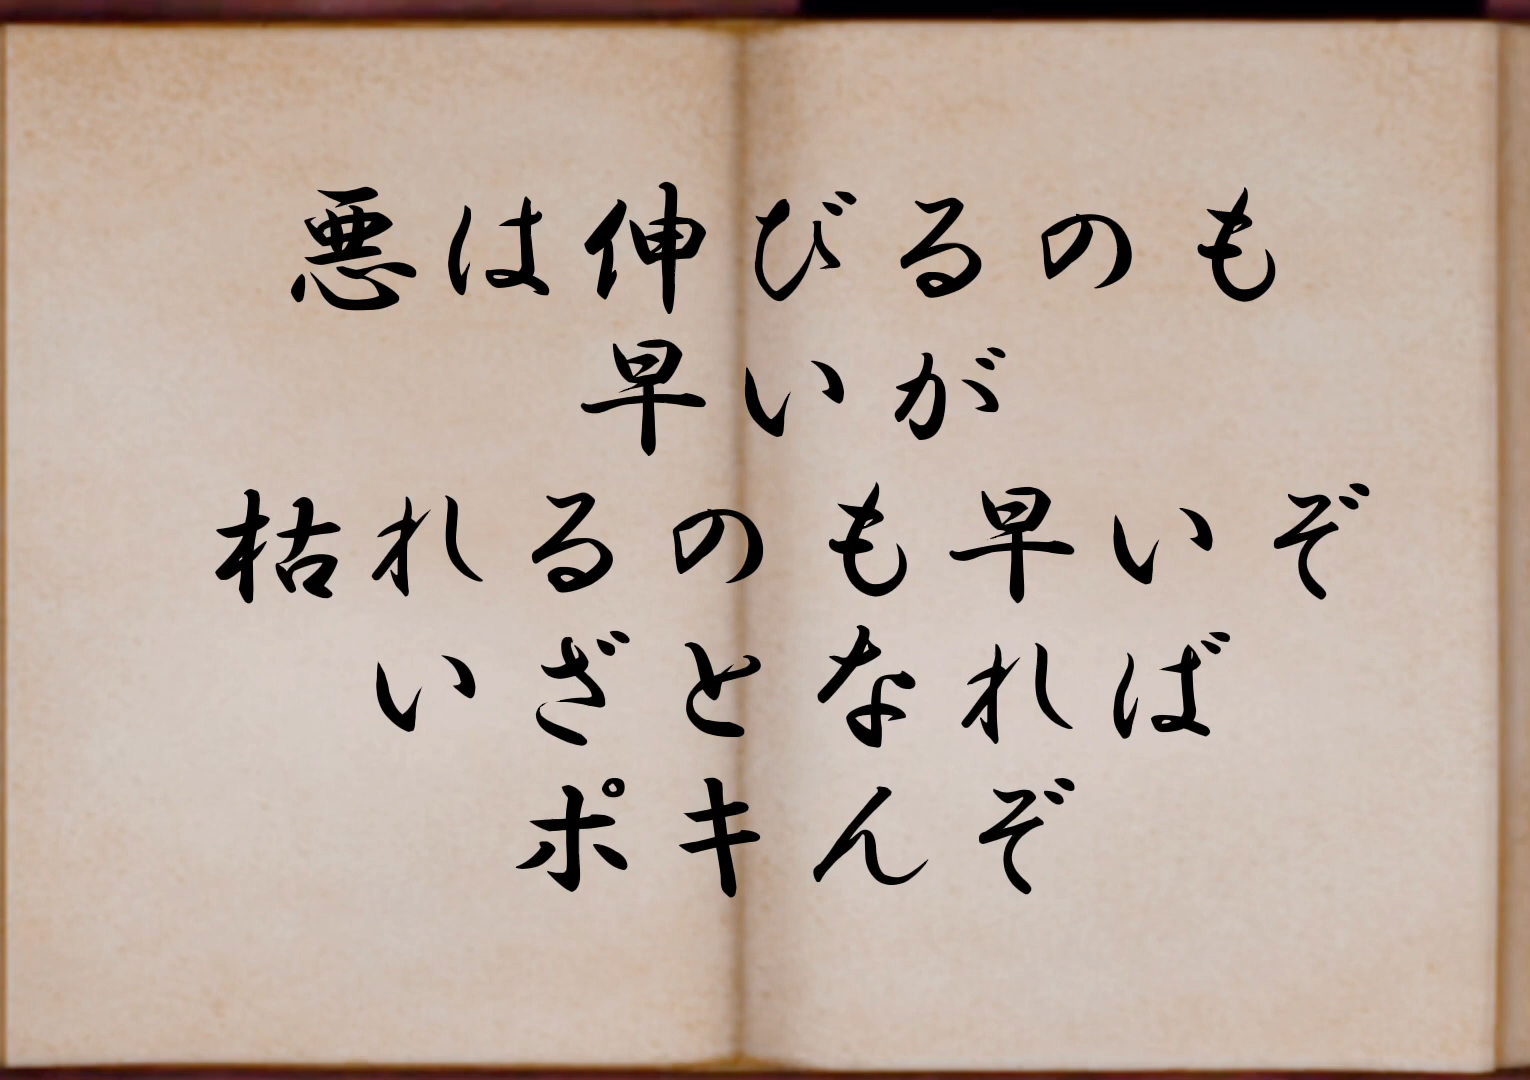 悪は伸びるのも
早いが
枯れるのも早いぞ
いざとなれば
ポキんぞ